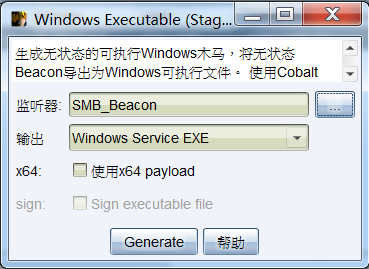 Windows Executable (Stag...
生成无状态的可执行Windows木马，将无状态
Beacon导出为Windows可执行文件。 使用Cobalt
监听器: SMB_Beacon ...
输出 Windows Service EXE
x64: 使用x64 payload
sign: Sign executable file
Generate 帮助